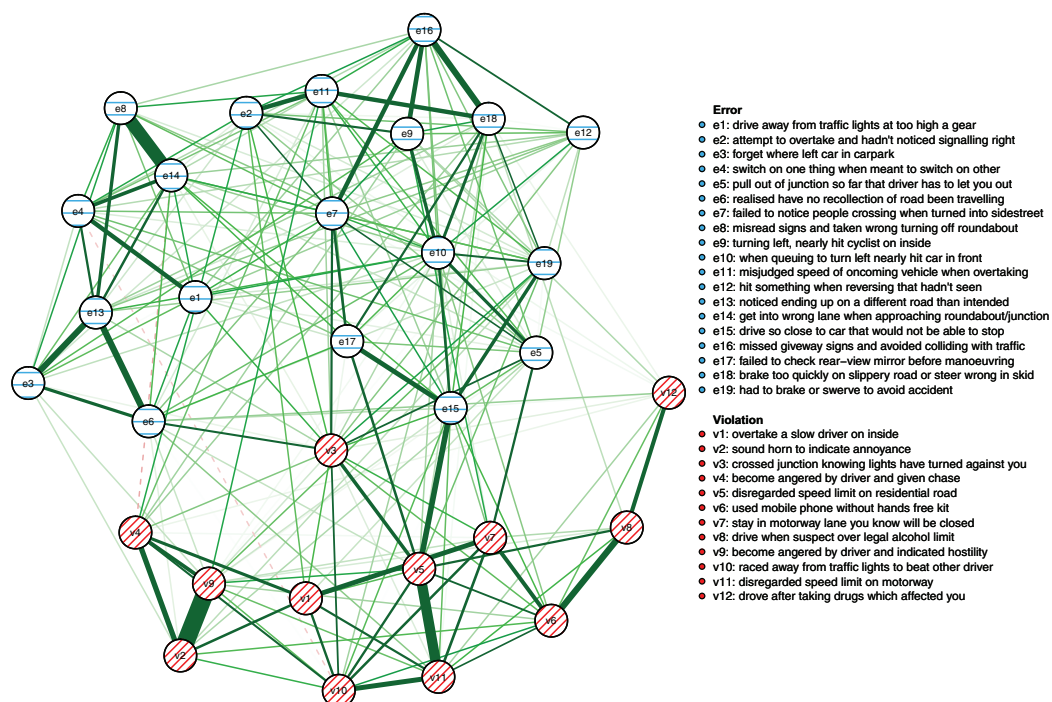 e16
e11
e8
e2
e18
e9
e12
e14
e4
e7
e10
e19
e1
e13
e17
e5
e3
v12
e15
e6
v3
v8
v4
v7
v5
v9
v1
v6
v2
v11
v10
Error
e1: drive away from traffic lights at too high a gear
e2: attempt to overtake and hadn't noticed signalling right
e3: forget where left car in carpark
e4: switch on one thing when meant to switch on other
e5: pull out of junction so far that driver has to let you out
e6: realised have no recollection of road been travelling
e7: failed to notice people crossing when turned into sidestreet
e8: misread signs and taken wrong turning off roundabout
e9: turning left, nearly hit cyclist on inside
e10: when queuing to turn left nearly hit car in front
e11: misjudged speed of oncoming vehicle when overtaking
e12: hit something when reversing that hadn't seen
e13: noticed ending up on a different road than intended
e14: get into wrong lane when approaching roundabout/junction
e15: drive so close to car that would not be able to stop
e16: missed giveway signs and avoided colliding with traffic
e17: failed to check rear−view mirror before manoeuvring
e18: brake too quickly on slippery road or steer wrong in skid
e19: had to brake or swerve to avoid accident
Violation
v1: overtake a slow driver on inside
v2: sound horn to indicate annoyance
v3: crossed junction knowing lights have turned against you
v4: become angered by driver and given chase
v5: disregarded speed limit on residential road
v6: used mobile phone without hands free kit
v7: stay in motorway lane you know will be closed
v8: drive when suspect over legal alcohol limit
v9: become angered by driver and indicated hostility
v10: raced away from traffic lights to beat other driver
v11: disregarded speed limit on motorway
v12: drove after taking drugs which affected you